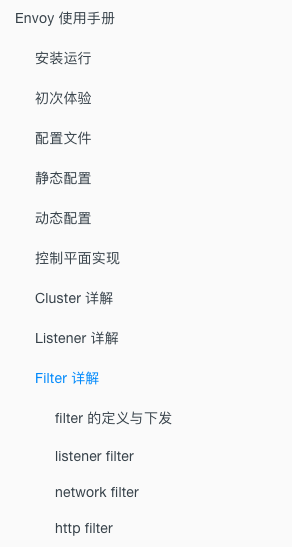 Envoy 使用手册
安装运行
初次体验
配置文件
静态配置
动态配置
控制平面实现
Cluster 详解
Listener 详解
Filter 详解
filter 的定义与下发
listener filter
network filter
http filter